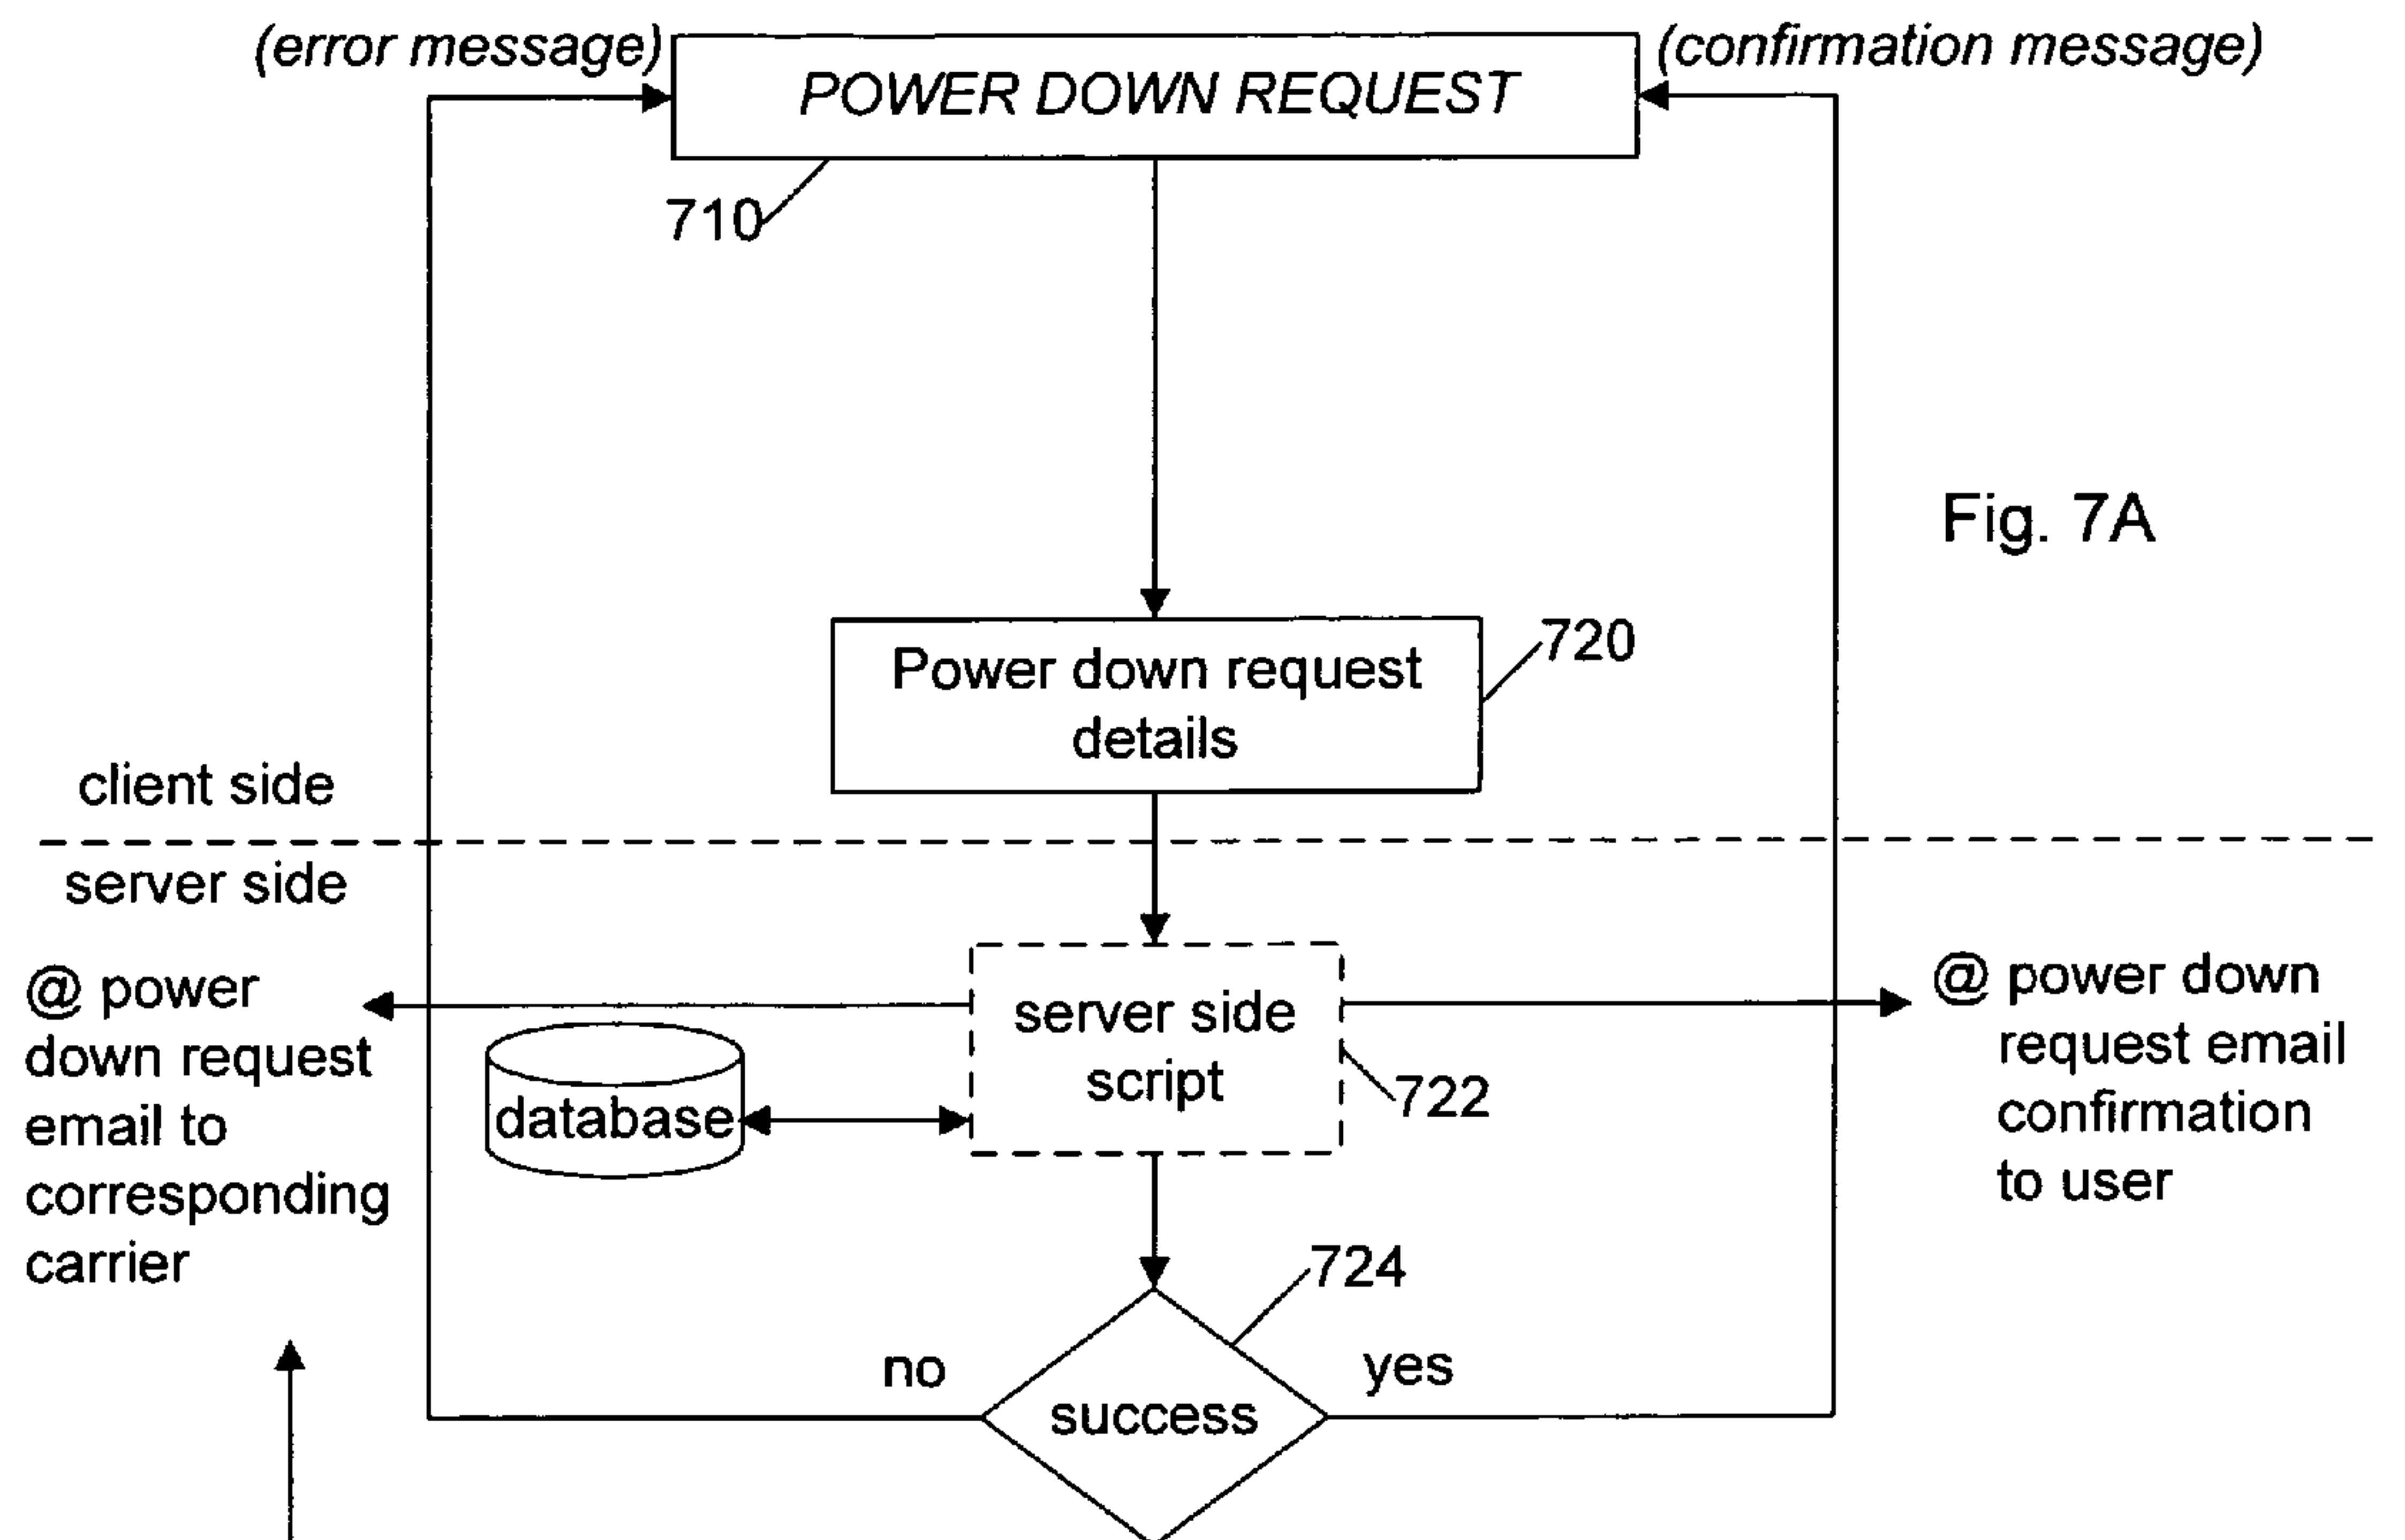 (error message)
POWER DOWN REQUEST
(confirmation message)
710
Fig. 7A
Power down request
details
720
client side
server side
@ power
down request
email to
corresponding
carrier
server side
script
722
database
@ power down
request email
confirmation
to user
724
no
success
yes